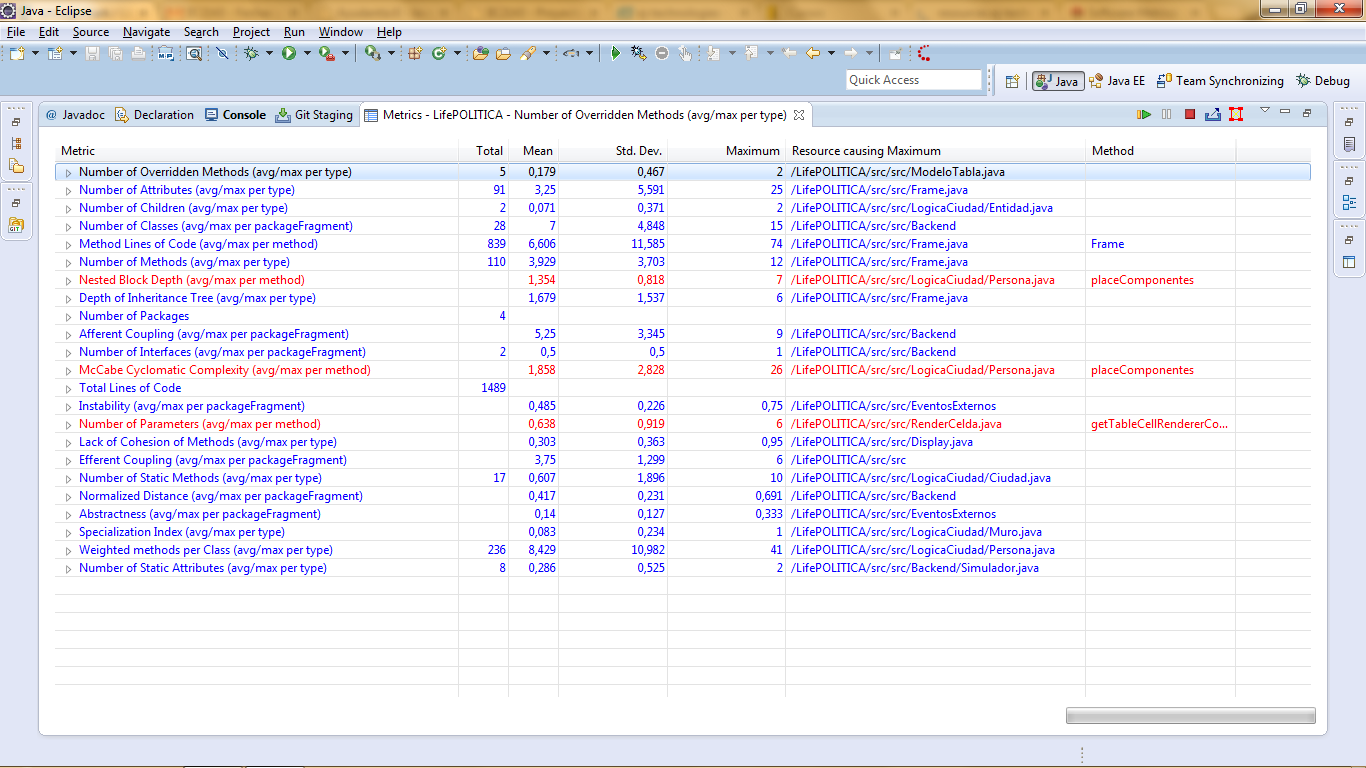 Java - Eclipse
File Edit Source Navigate Search Project Run Window Help
Quick Access Java Java EE Team Synchronizing Debug
@ Javadoc Declaration Console Git Staging Metrics - LifePOLITICA - Number of Overridden Methods (avg/max per type)
Metric Total Mean Std. Dev. Maximum Resource causing Maximum Method
Number of Overridden Methods (avg/max per type) 5 0,179 0,467 2 /LifePOLITICA/src/src/ModeloTabla.java
Number of Attributes (avg/max per type) 91 3,25 5,591 25 /LifePOLITICA/src/src/Frame.java
Number of Children (avg/max per type) 2 0,071 0,371 2 /LifePOLITICA/src/src/LogicaCiudad/Entidad.java
Number of Classes (avg/max per packageFragment) 28 7 4,848 15 /LifePOLITICA/src/src/Backend
Method Lines of Code (avg/max per method) 839 6,606 11,585 74 /LifePOLITICA/src/src/Frame.java Frame
Number of Methods (avg/max per type) 110 3,929 3,703 12 /LifePOLITICA/src/src/Frame.java
Nested Block Depth (avg/max per method) 1,354 0,818 7 /LifePOLITICA/src/src/LogicaCiudad/Persona.java placeComponentes
Depth of Inheritance Tree (avg/max per type) 1,679 1,537 6 /LifePOLITICA/src/src/Frame.java
Number of Packages 4
Afferent Coupling (avg/max per packageFragment) 5,25 3,345 9 /LifePOLITICA/src/src/Backend
Number of Interfaces (avg/max per packageFragment) 2 0,5 0,5 1 /LifePOLITICA/src/src/Backend
McCabe Cyclomatic Complexity (avg/max per method) 1,858 2,828 26 /LifePOLITICA/src/src/LogicaCiudad/Persona.java placeComponentes
Total Lines of Code 1489
Instability (avg/max per packageFragment) 0,485 0,226 0,75 /LifePOLITICA/src/src/EventosExternos
Number of Parameters (avg/max per method) 0,638 0,919 6 /LifePOLITICA/src/src/RenderCelda.java getTableCellRendererCo...
Lack of Cohesion of Methods (avg/max per type) 0,303 0,363 0,95 /LifePOLITICA/src/src/Display.java
Efferent Coupling (avg/max per packageFragment) 3,75 1,299 6 /LifePOLITICA/src/src
Number of Static Methods (avg/max per type) 17 0,607 1,896 10 /LifePOLITICA/src/src/LogicaCiudad/Ciudad.java
Normalized Distance (avg/max per packageFragment) 0,417 0,231 0,691 /LifePOLITICA/src/src/Backend
Abstractness (avg/max per packageFragment) 0,14 0,127 0,333 /LifePOLITICA/src/src/EventosExternos
Specialization Index (avg/max per type) 0,083 0,234 1 /LifePOLITICA/src/src/LogicaCiudad/Muro.java
Weighted methods per Class (avg/max per type) 236 8,429 10,982 41 /LifePOLITICA/src/src/LogicaCiudad/Persona.java
Number of Static Attributes (avg/max per type) 8 0,286 0,525 2 /LifePOLITICA/src/src/Backend/Simulador.java